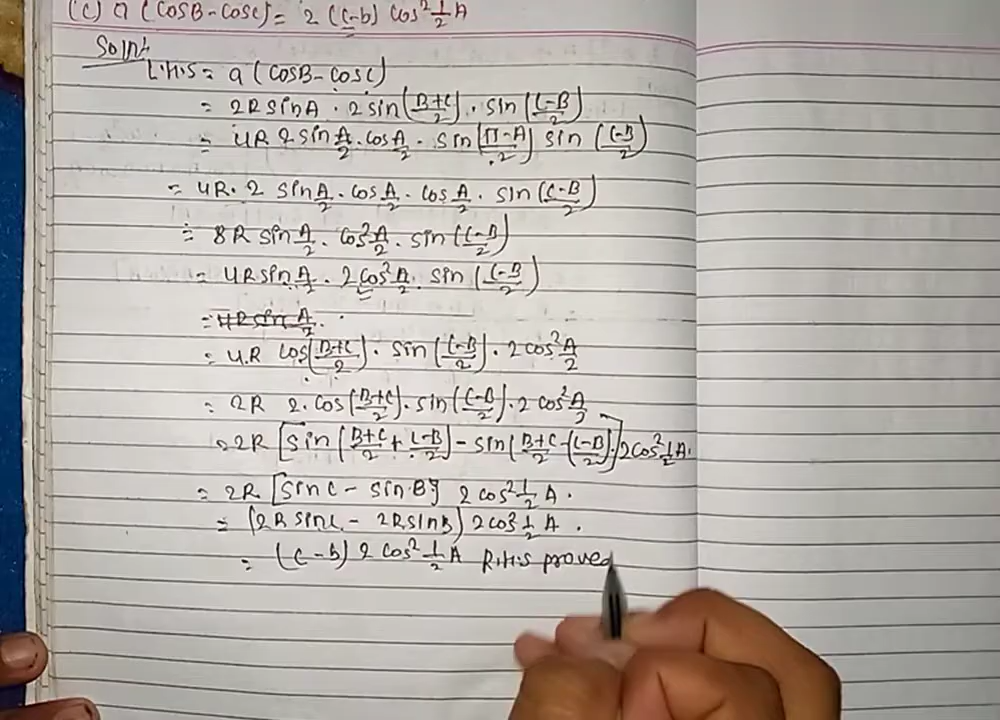 (c) a (cosB-cosC) = 2 (c-b) cos² 1/2 A
Soln:
L.H.S = a (cosB-cosC)
= 2R sinA · 2 sin(B+C/2) · sin(C-B/2)
= 4R 2 sin A/2 · cos A/2 · sin(π-A/2) sin (C-B/2)
= 4R · 2 sin A/2 · cos A/2 · cos A/2 · sin (C-B/2)
= 8R sin A/2 · cos² A/2 · sin (C-B/2)
= 4R sin A/2 · 2 cos² A/2 · sin (C-B/2)
= 4R sin A/2 ·
= 4R cos(B+C/2) · sin (C-B/2) · 2 cos² A/2
= 2R 2 · cos(B+C/2) · sin(C-B/2) · 2 cos² A/2
= 2R [sin (B+C/2 + C-B/2) - sin (B+C/2 - (C-B/2))] 2cos² 1/2 A.
= 2R [sin C - sin B] 2 cos² 1/2 A.
= (2R sinC - 2R sinB) 2 cos² 1/2 A.
= (c-b) 2 cos² 1/2 A R.H.S proved